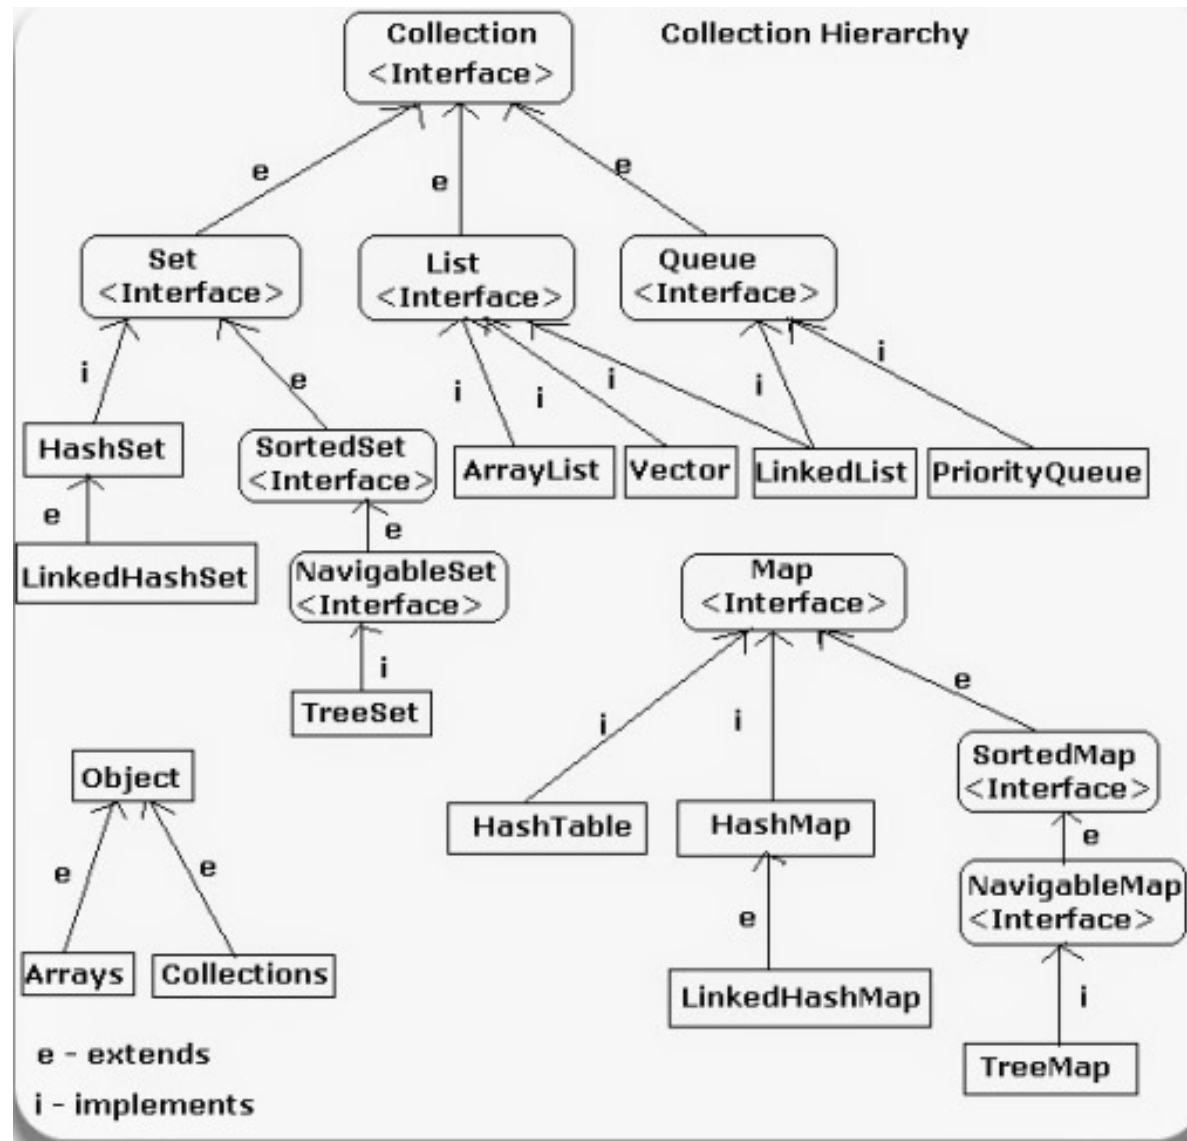 Collection
<Interface>
Collection Hierarchy
e
e
e
Set
<Interface>
List
<Interface>
Queue
<Interface>
i
e
i
i
i
i
i
HashSet
SortedSet
<Interface>
ArrayList
Vector
LinkedList
PriorityQueue
e
e
LinkedHashSet
NavigableSet
<Interface>
Map
<Interface>
i
TreeSet
i
i
e
Object
SortedMap
<Interface>
HashTable
HashMap
e
e
e
e
NavigableMap
<Interface>
Arrays
Collections
LinkedHashMap
i
TreeMap
e - extends
i - implements